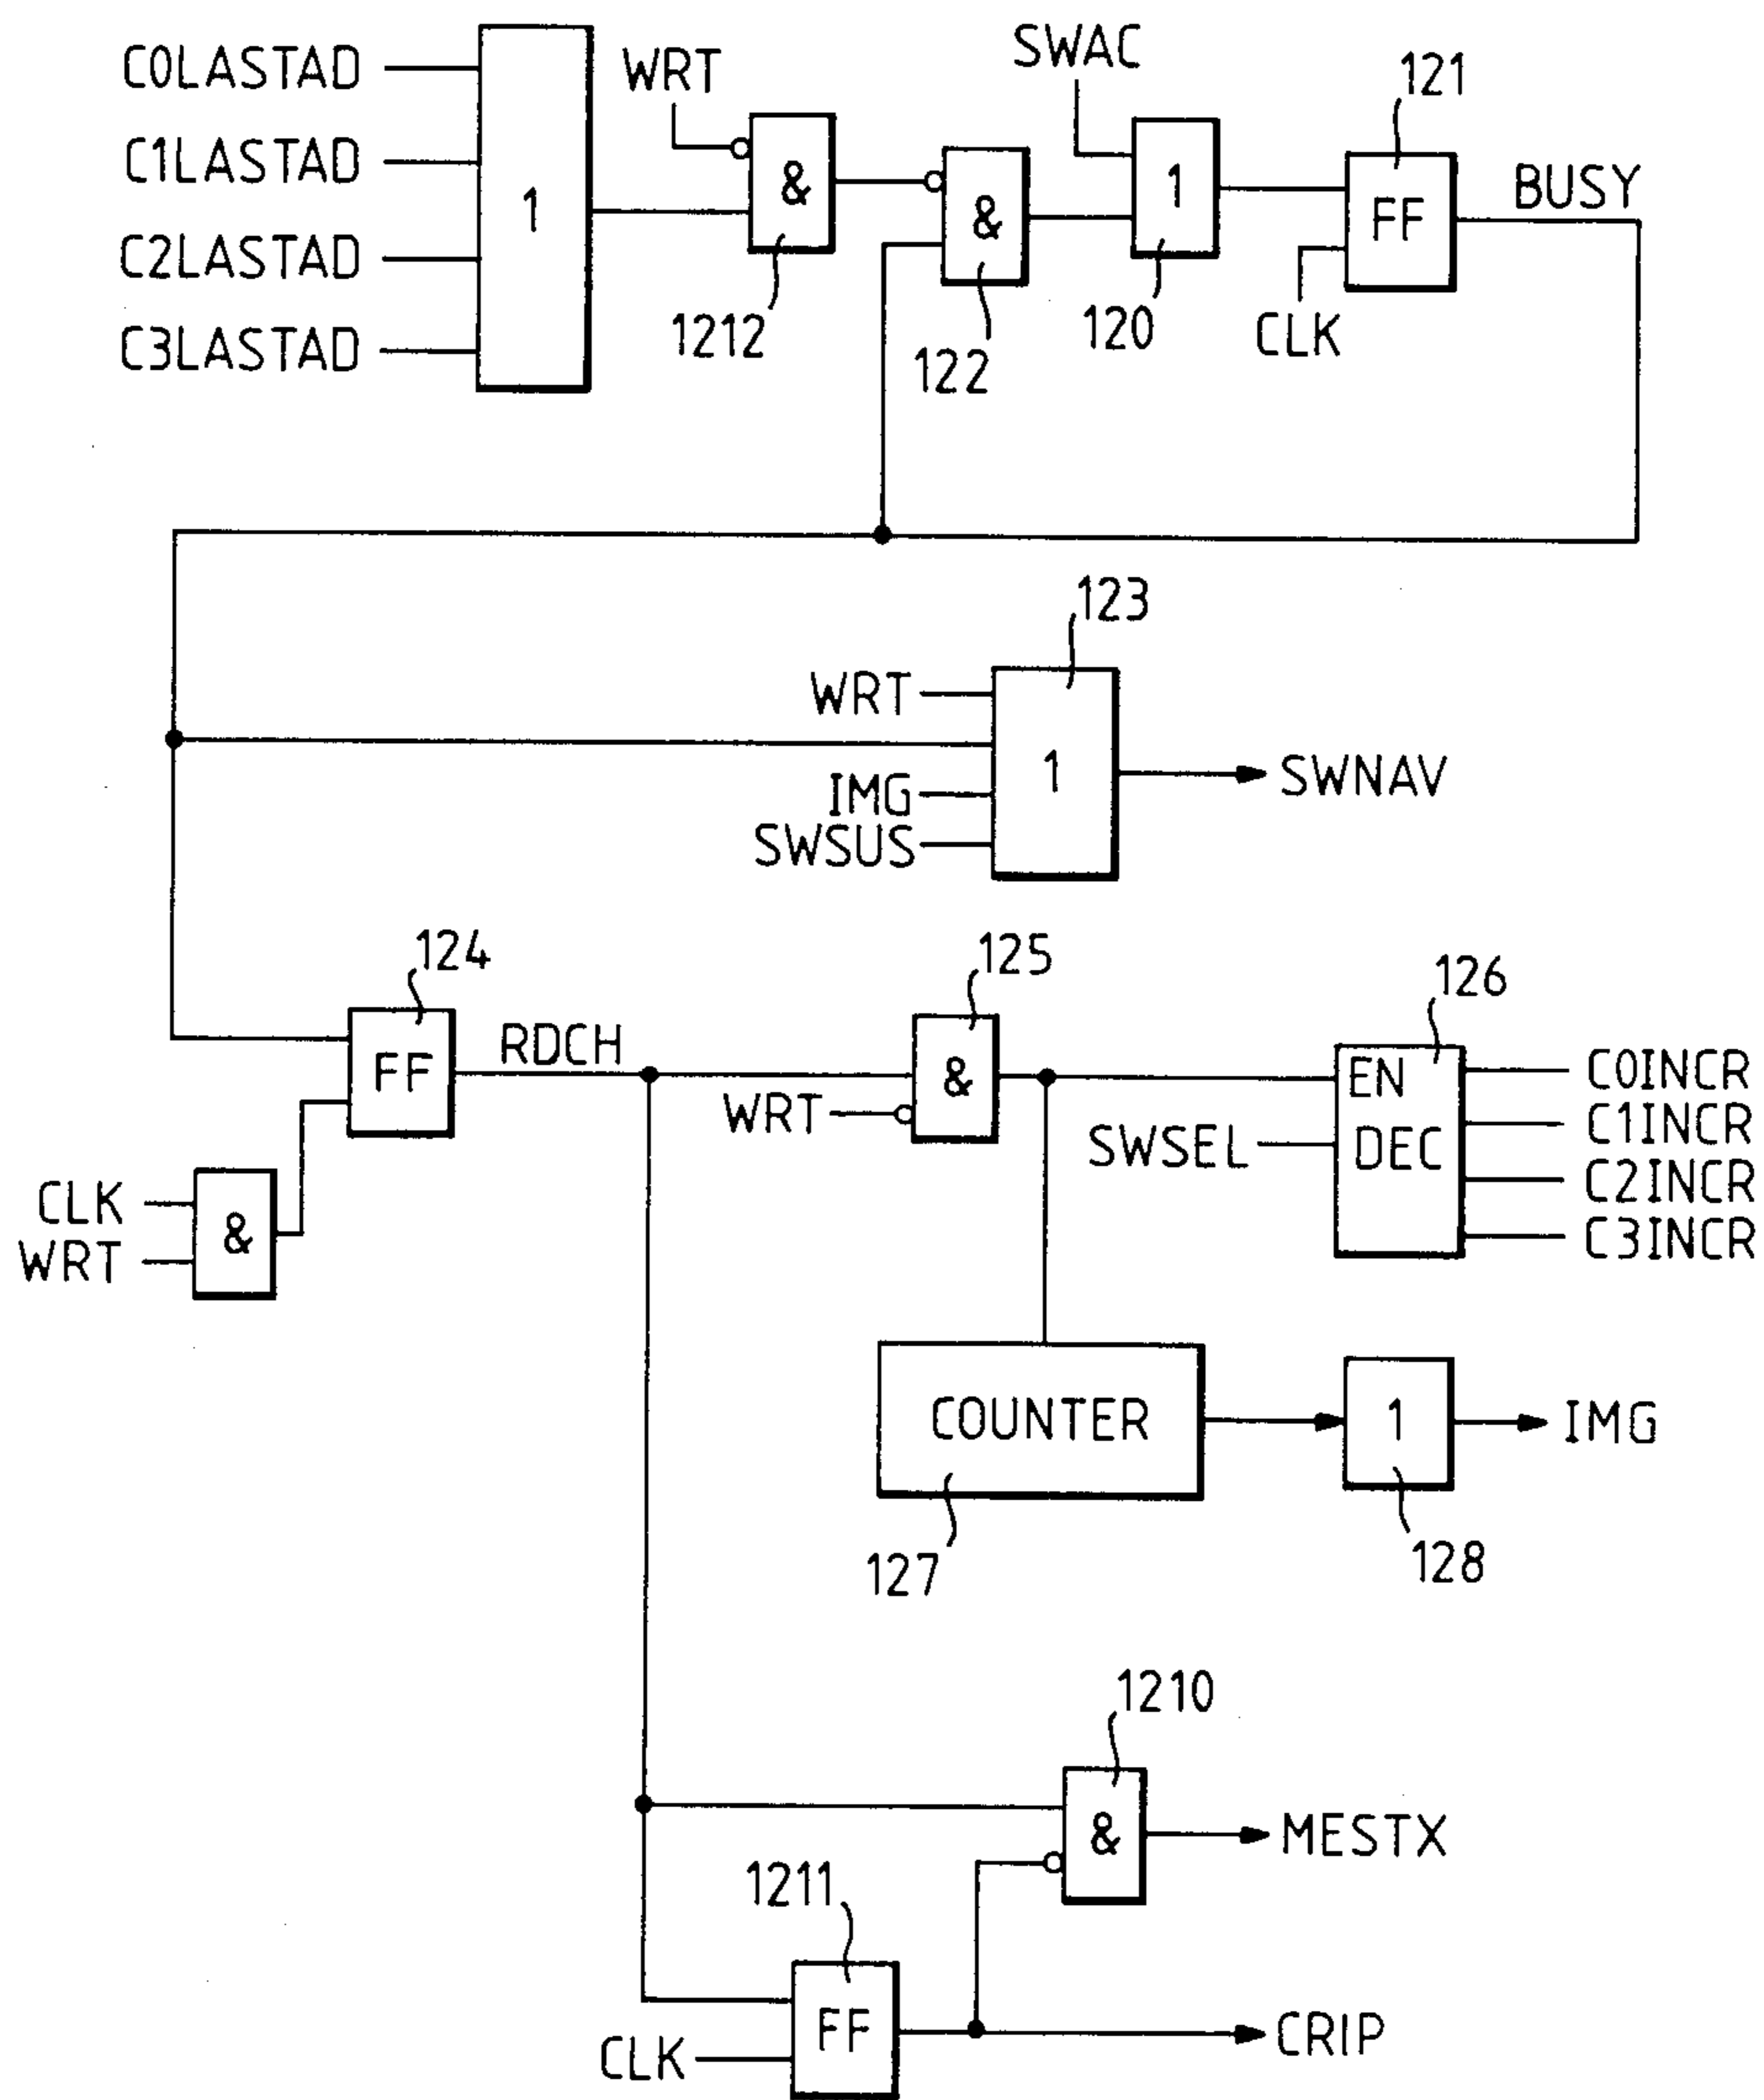 C0LASTAD
C1LASTAD
C2LASTAD
C3LASTAD
1
WRT
&
1212
&
122
SWAC
1
120
121
FF
BUSY
CLK
123
WRT
IMG
SWSUS
1
SWNAV
124
FF
RDCH
CLK
WRT
&
125
&
WRT
126
EN
SWSEL
DEC
C0INCR
C1INCR
C2INCR
C3INCR
COUNTER
127
1
128
IMG
1210
&
MESTX
1211
FF
CLK
CRIP